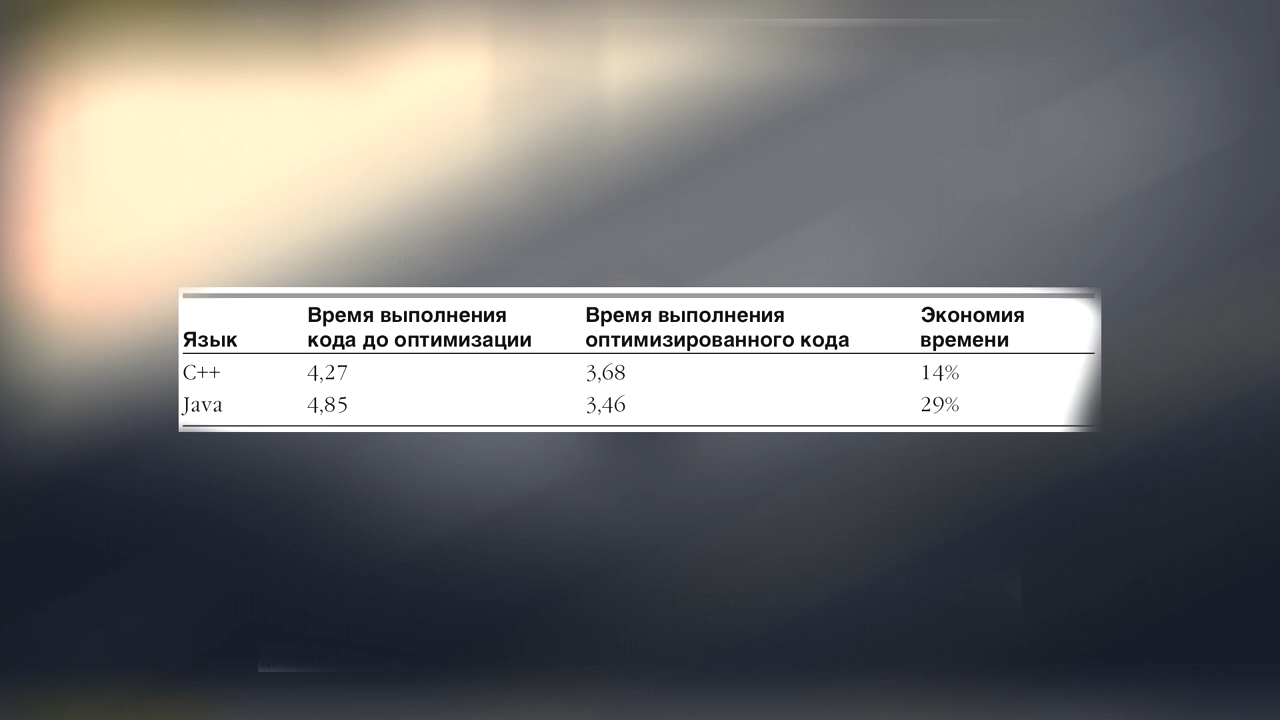 Язык Время выполнения кода до оптимизации Время выполнения оптимизированного кода Экономия времени
C++ 4,27 3,68 14%
Java 4,85 3,46 29%